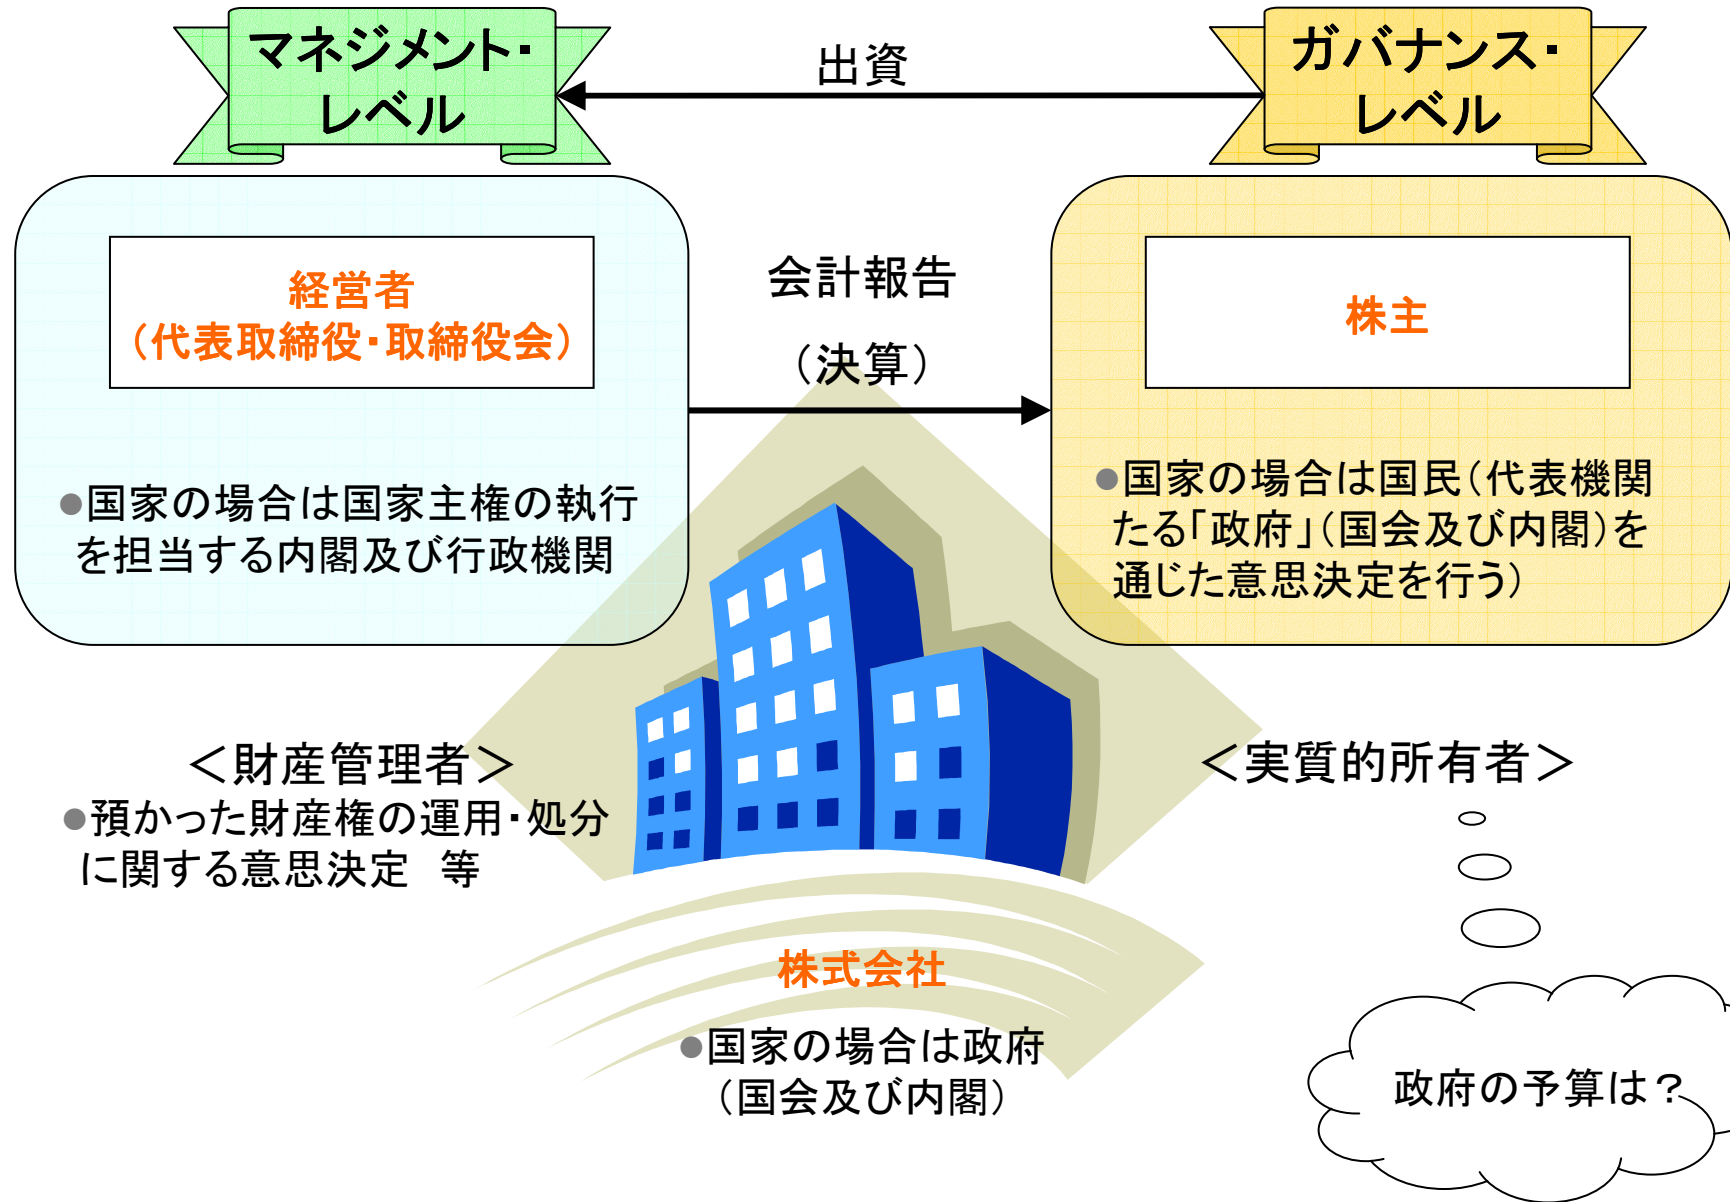 マネジメント・
レベル
出資
ガバナンス・
レベル
経営者
（代表取締役・取締役会）
会計報告
（決算）
株主
●国家の場合は国家主権の執行
を担当する内閣及び行政機関
●国家の場合は国民（代表機関
たる「政府」（国会及び内閣）を
通じた意思決定を行う）
＜財産管理者＞
●預かった財産権の運用・処分
に関する意思決定　等
＜実質的所有者＞
株式会社
●国家の場合は政府
（国会及び内閣）
政府の予算は？